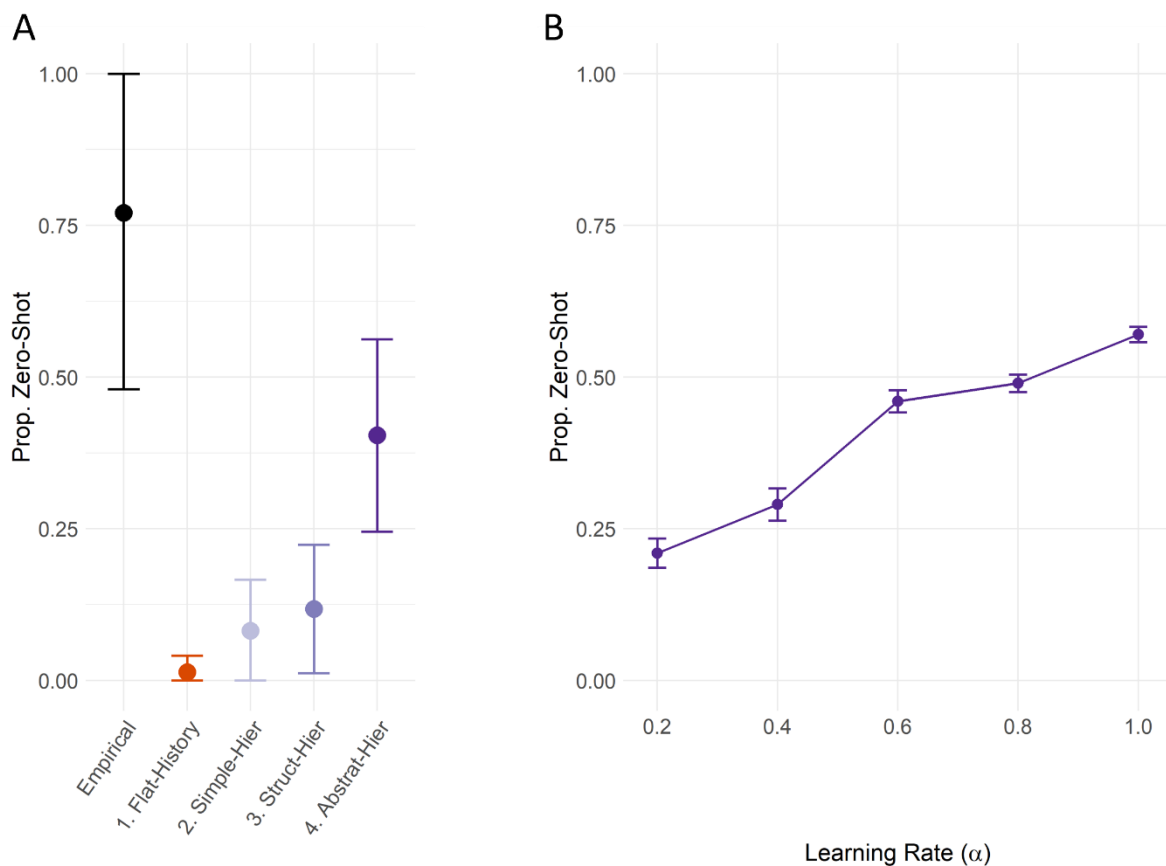 A
Prop. Zero-Shot
1.00
0.75
0.50
0.25
0.00
Empirical
1. Flat-History
2. Simple-Hier
3. Struct-Hier
4. Abstrat-Hier
B
Prop. Zero-Shot
1.00
0.75
0.50
0.25
0.00
0.2 0.4 0.6 0.8 1.0
Learning Rate (α)